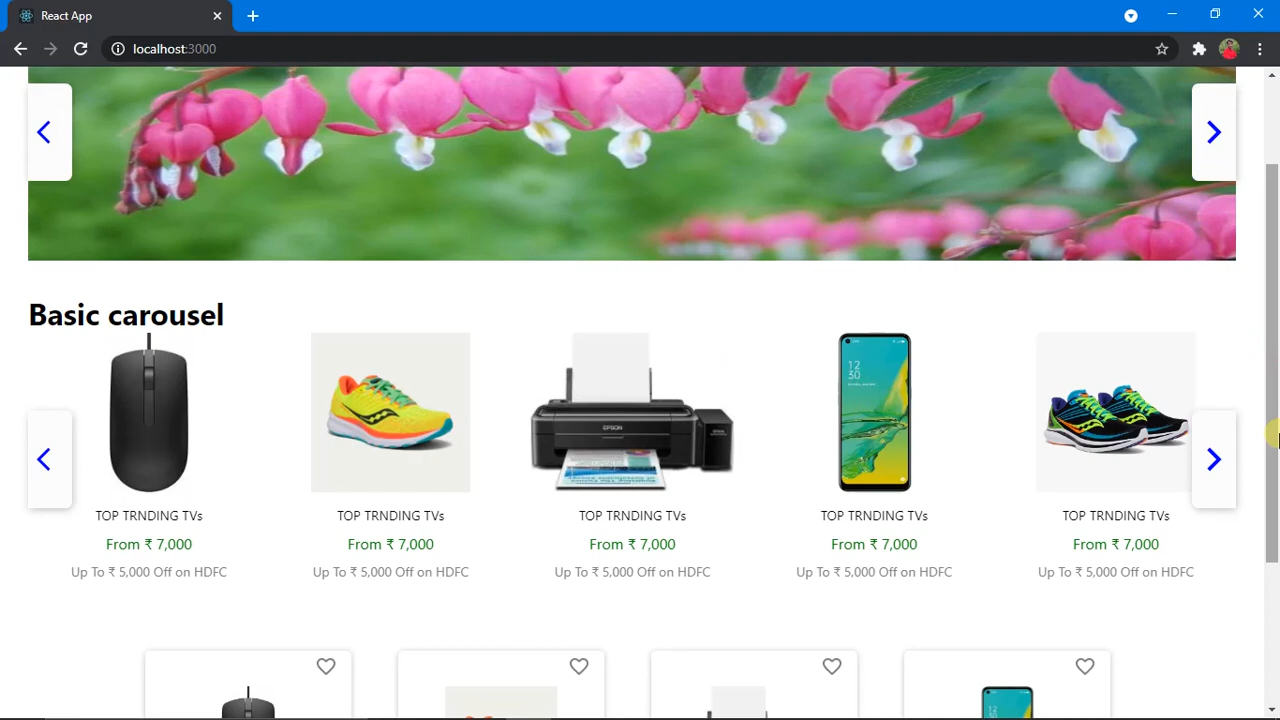 React App
localhost:3000
Basic carousel
EPSON
12
30
TOP TRNDING TVs
From ₹ 7,000
Up To ₹ 5,000 Off on HDFC
TOP TRNDING TVs
From ₹ 7,000
Up To ₹ 5,000 Off on HDFC
TOP TRNDING TVs
From ₹ 7,000
Up To ₹ 5,000 Off on HDFC
TOP TRNDING TVs
From ₹ 7,000
Up To ₹ 5,000 Off on HDFC
TOP TRNDING TVs
From ₹ 7,000
Up To ₹ 5,000 Off on HDFC